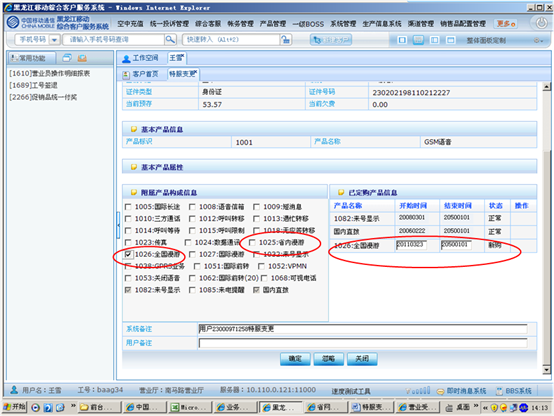 黑龙江移动综合客户服务系统 - Windows Internet Explorer
中国移动通信 CHINA MOBILE 黑龙江移动 综合客户服务系统
空中充值 统一投诉管理 综合客服 帐务管理 产品管理 一级BOSS 系统管理 生产信息系统 渠道管理 销售品配置管理 更多
手机号码 请输入手机号码查询 快速转入 (Alt+Z) 整体面板定制
常用功能 工作空间 王雪
[1610]营业员操作明细报表 客户首页 特服变更
[1689]工号签退
[2266]促销品统一付奖
证件类型 身份证 证件号码 230202198110212227
当前预存 53.57 当前欠费 0.00
基本产品信息
产品标识 1001 产品名称 GSM语音
基本产品属性
附属产品构成信息
1005:国际长途 1008:语音信箱 1009:短消息
1010:三方通话 1012:呼叫转移 1013:遇忙转移
1014:呼叫等待 1015:呼叫限制 1018:无应答转移
1023:传真 1024:数据通讯 1025:省内漫游
1026:全国漫游 1027:国际漫游 1032:来号显示
1038:GPRS业务 1051:国际前转 1052:VPMN
1053:关闭语音 1062:国际前转(20) 1068:可视电话
1082:来号显示 1085:来电提醒 国内直拨
已定购产品信息
产品名称 开始时间 结束时间 状态 操作
1082:来号显示 20080301 20500101 正常
国内直拨 20060222 20500101 正常
1026:全国漫游 20110323 20500101
系统备注 用户230009T1258特服变更
用户备注
确定 忽略 关闭
用户名:王雪 工号:baag34 营业厅:南马路营业厅 服务器:10.110.0.121:11000 速度测试工具 即时消息系统 BBS系统
开始 前台... 中国... Micro... 业务... 黑龙... 省网... 特服变更... 营业... 桌面 14:13